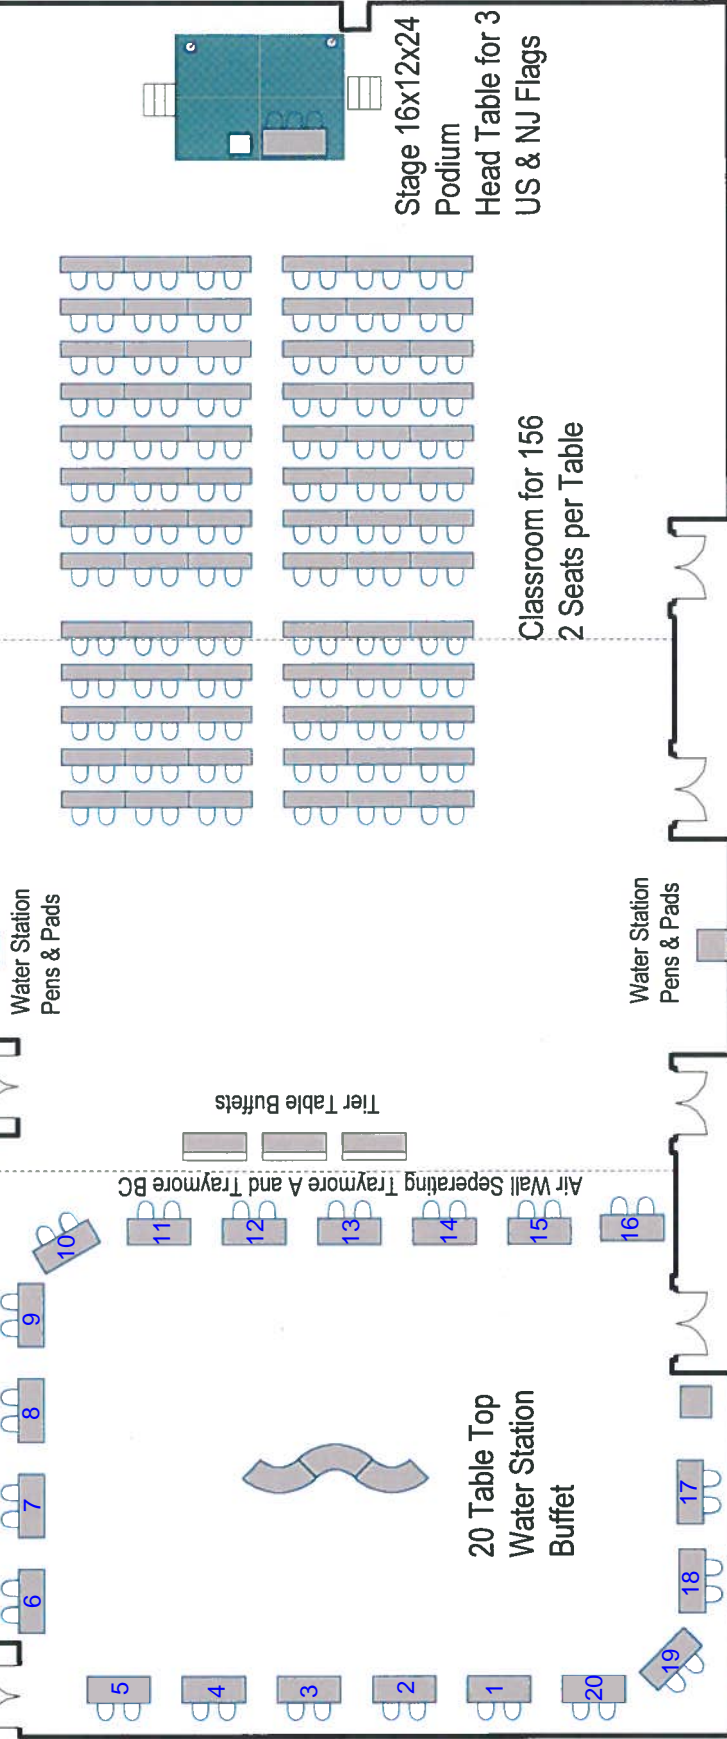 Stage 16x12x24
Podium
Head Table for 3
US & NJ Flags
Classroom for 156
2 Seats per Table
Water Station
Pens & Pads
Water Station
Pens & Pads
Tier Table Buffets
Air Wall Seperating Traymore A and Traymore BC
10
11
12
13
14
15
16
9
8
7
6
20 Table Top
Water Station
Buffet
17
18
19
5
4
3
2
1
20